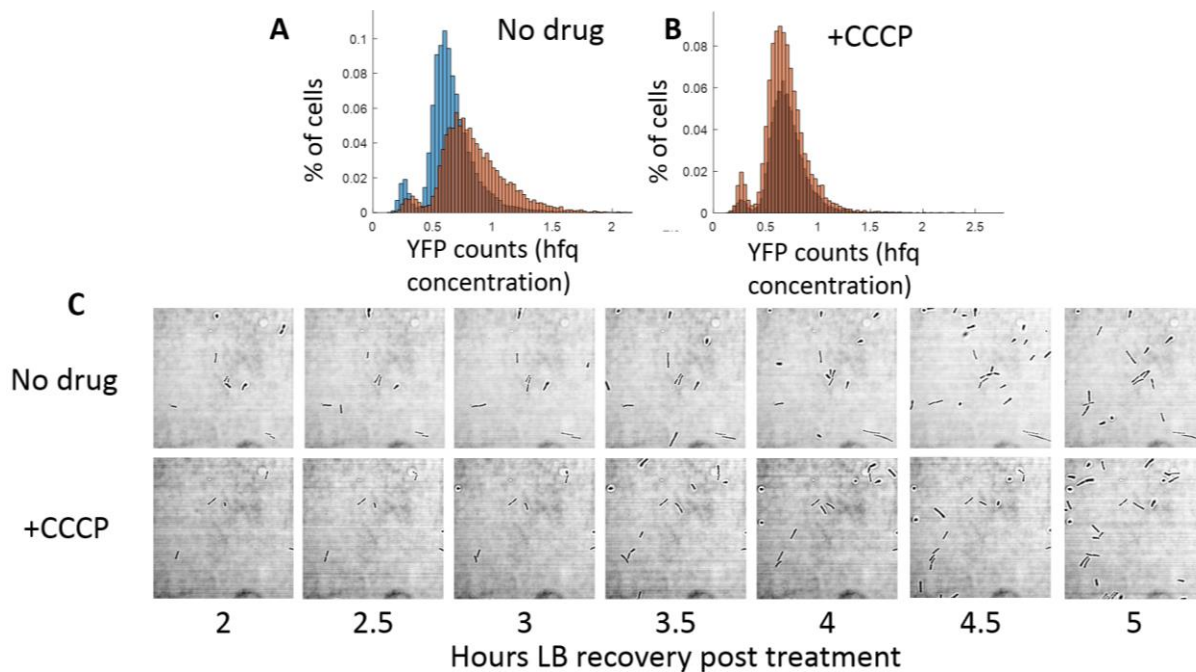 A
No drug
% of cells
0.1
0.08
0.06
0.04
0.02
0
0 0.5 1 1.5 2
YFP counts (hfq
concentration)
B
+CCCP
% of cells
0.08
0.06
0.04
0.02
0
0 0.5 1 1.5 2 2.5
YFP counts (hfq
concentration)
C
No drug
+CCCP
2 2.5 3 3.5 4 4.5 5
Hours LB recovery post treatment